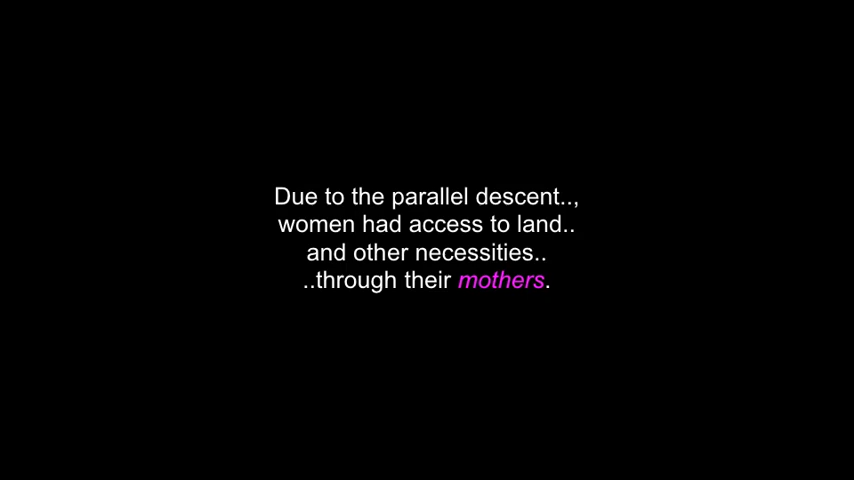 Due to the parallel descent..,
women had access to land..
and other necessities..
..through their mothers.